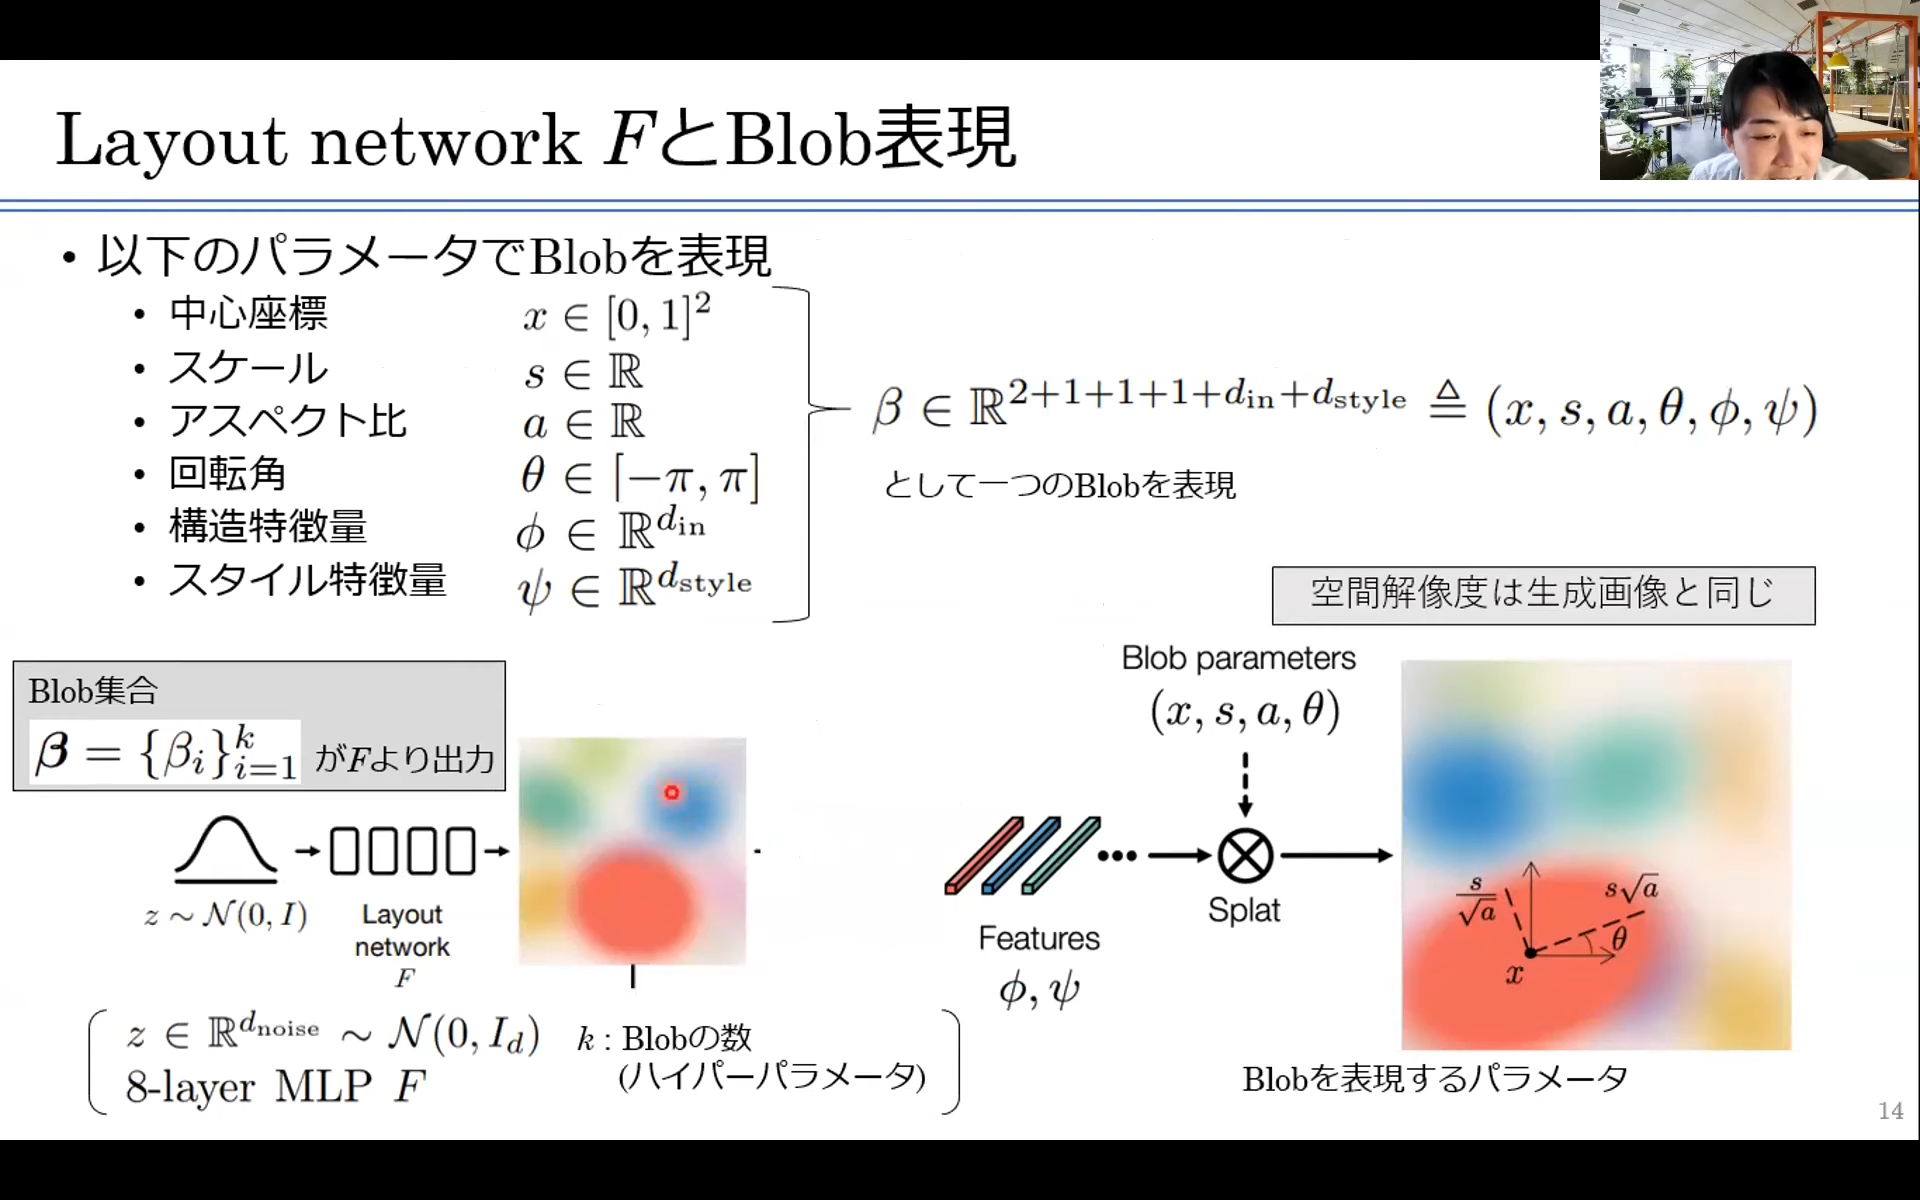 Layout network FとBlob表現
• 以下のパラメータでBlobを表現
• 中心座標 x ∈ [0, 1]²
• スケール s ∈ ℝ
• アスペクト比 a ∈ ℝ
• 回転角 θ ∈ [−π, π]
• 構造特徴量 ϕ ∈ ℝ^{d_in}
• スタイル特徴量 ψ ∈ ℝ^{d_style}
β ∈ ℝ^{2+1+1+1+d_in+d_style} ≜ (x, s, a, θ, ϕ, ψ)
として一つのBlobを表現
空間解像度は生成画像と同じ
Blob集合
β = {β_i}_{i=1}^{k} がFより出力
z ∼ 𝒩(0, I)
Layout
network
F
z ∈ ℝ^{d_noise} ∼ 𝒩(0, I_d)
8-layer MLP F
k : Blobの数
(ハイパーパラメータ)
Blob parameters
(x, s, a, θ)
Splat
Features
ϕ, ψ
s/√a
s√a
θ
x
Blobを表現するパラメータ
14